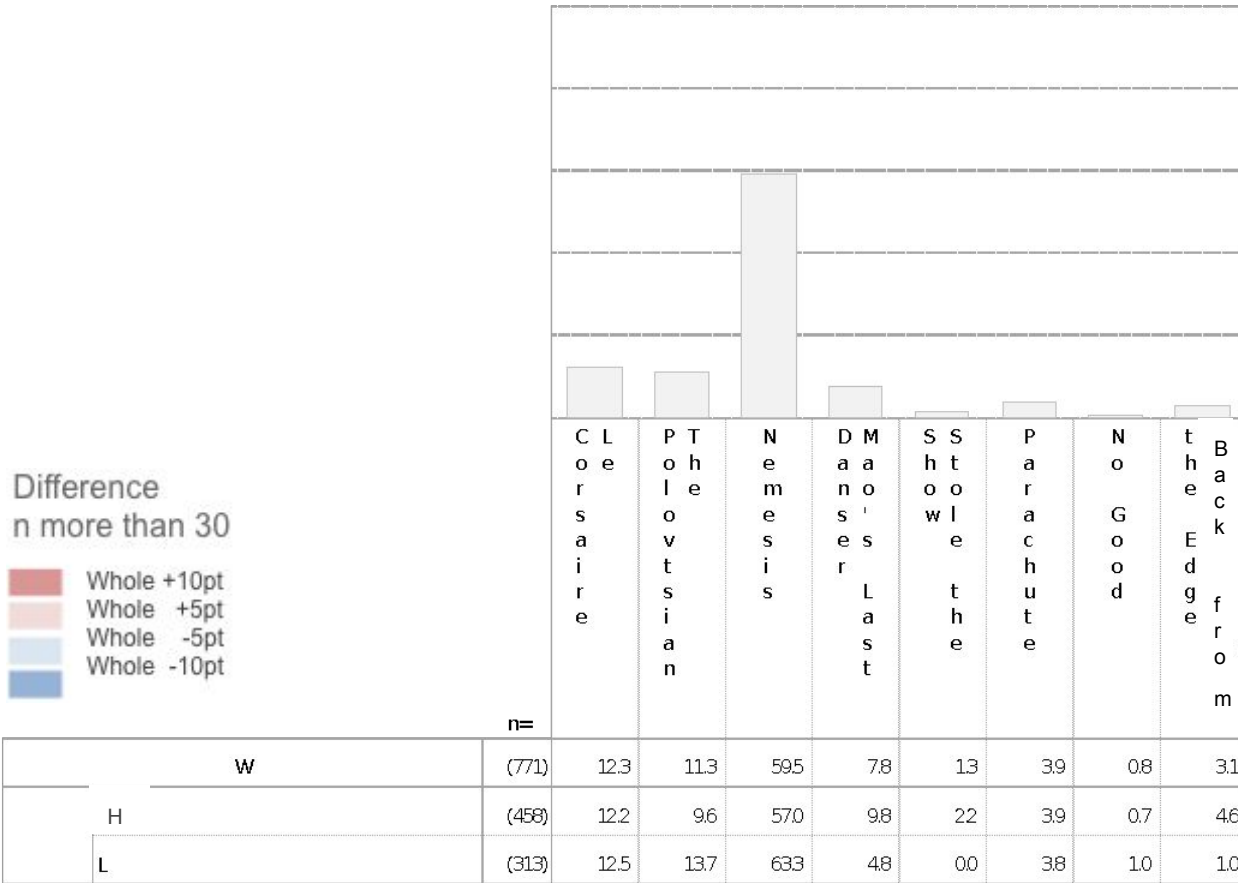 Difference
n more than 30
Whole +10pt
Whole +5pt
Whole -5pt
Whole -10pt
Le
Corsaire
The
Polovtsian
Nemesis
Mao's Last
Danser
Stole the
Show
Parachute
No Good
Back from
the Edge
n=
W (771) 12.3 11.3 59.5 7.8 1.3 3.9 0.8 3.1
H (458) 12.2 9.6 57.0 9.8 2.2 3.9 0.7 4.6
L (313) 12.5 13.7 63.3 4.8 0.0 3.8 1.0 1.0